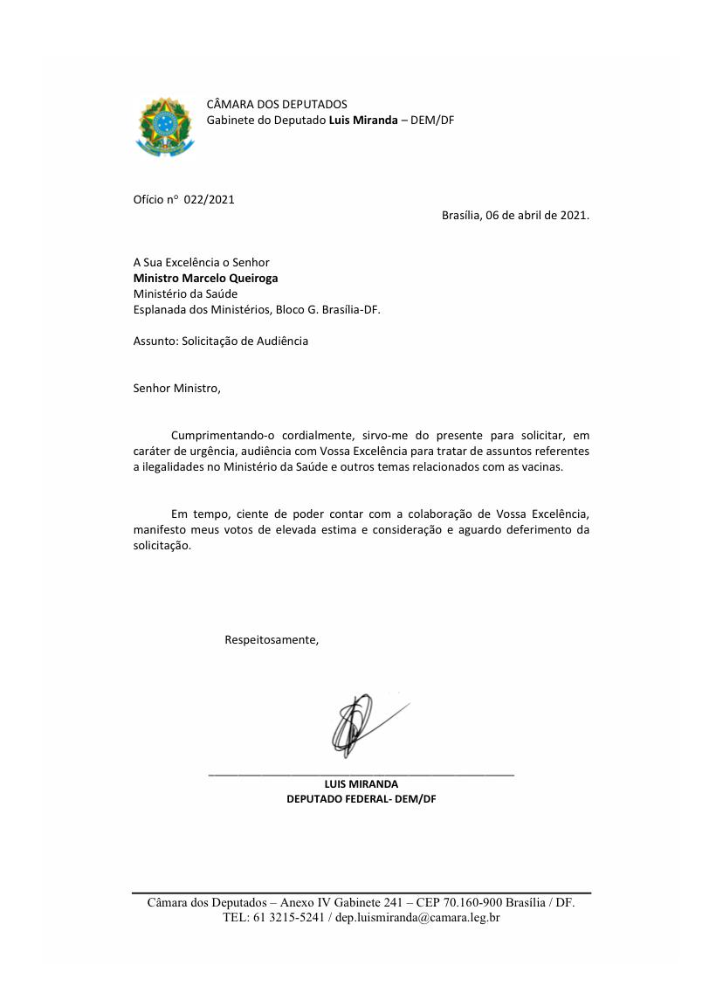 CÂMARA DOS DEPUTADOS
Gabinete do Deputado Luis Miranda – DEM/DF
Ofício nº 022/2021
Brasília, 06 de abril de 2021.
A Sua Excelência o Senhor
Ministro Marcelo Queiroga
Ministério da Saúde
Esplanada dos Ministérios, Bloco G. Brasília-DF.
Assunto: Solicitação de Audiência
Senhor Ministro,
Cumprimentando-o cordialmente, sirvo-me do presente para solicitar, em
caráter de urgência, audiência com Vossa Excelência para tratar de assuntos referentes
a ilegalidades no Ministério da Saúde e outros temas relacionados com as vacinas.
Em tempo, ciente de poder contar com a colaboração de Vossa Excelência,
manifesto meus votos de elevada estima e consideração e aguardo deferimento da
solicitação.
Respeitosamente,
LUIS MIRANDA
DEPUTADO FEDERAL- DEM/DF
Câmara dos Deputados – Anexo IV Gabinete 241 – CEP 70.160-900 Brasília / DF.
TEL: 61 3215-5241 / dep.luismiranda@camara.leg.br